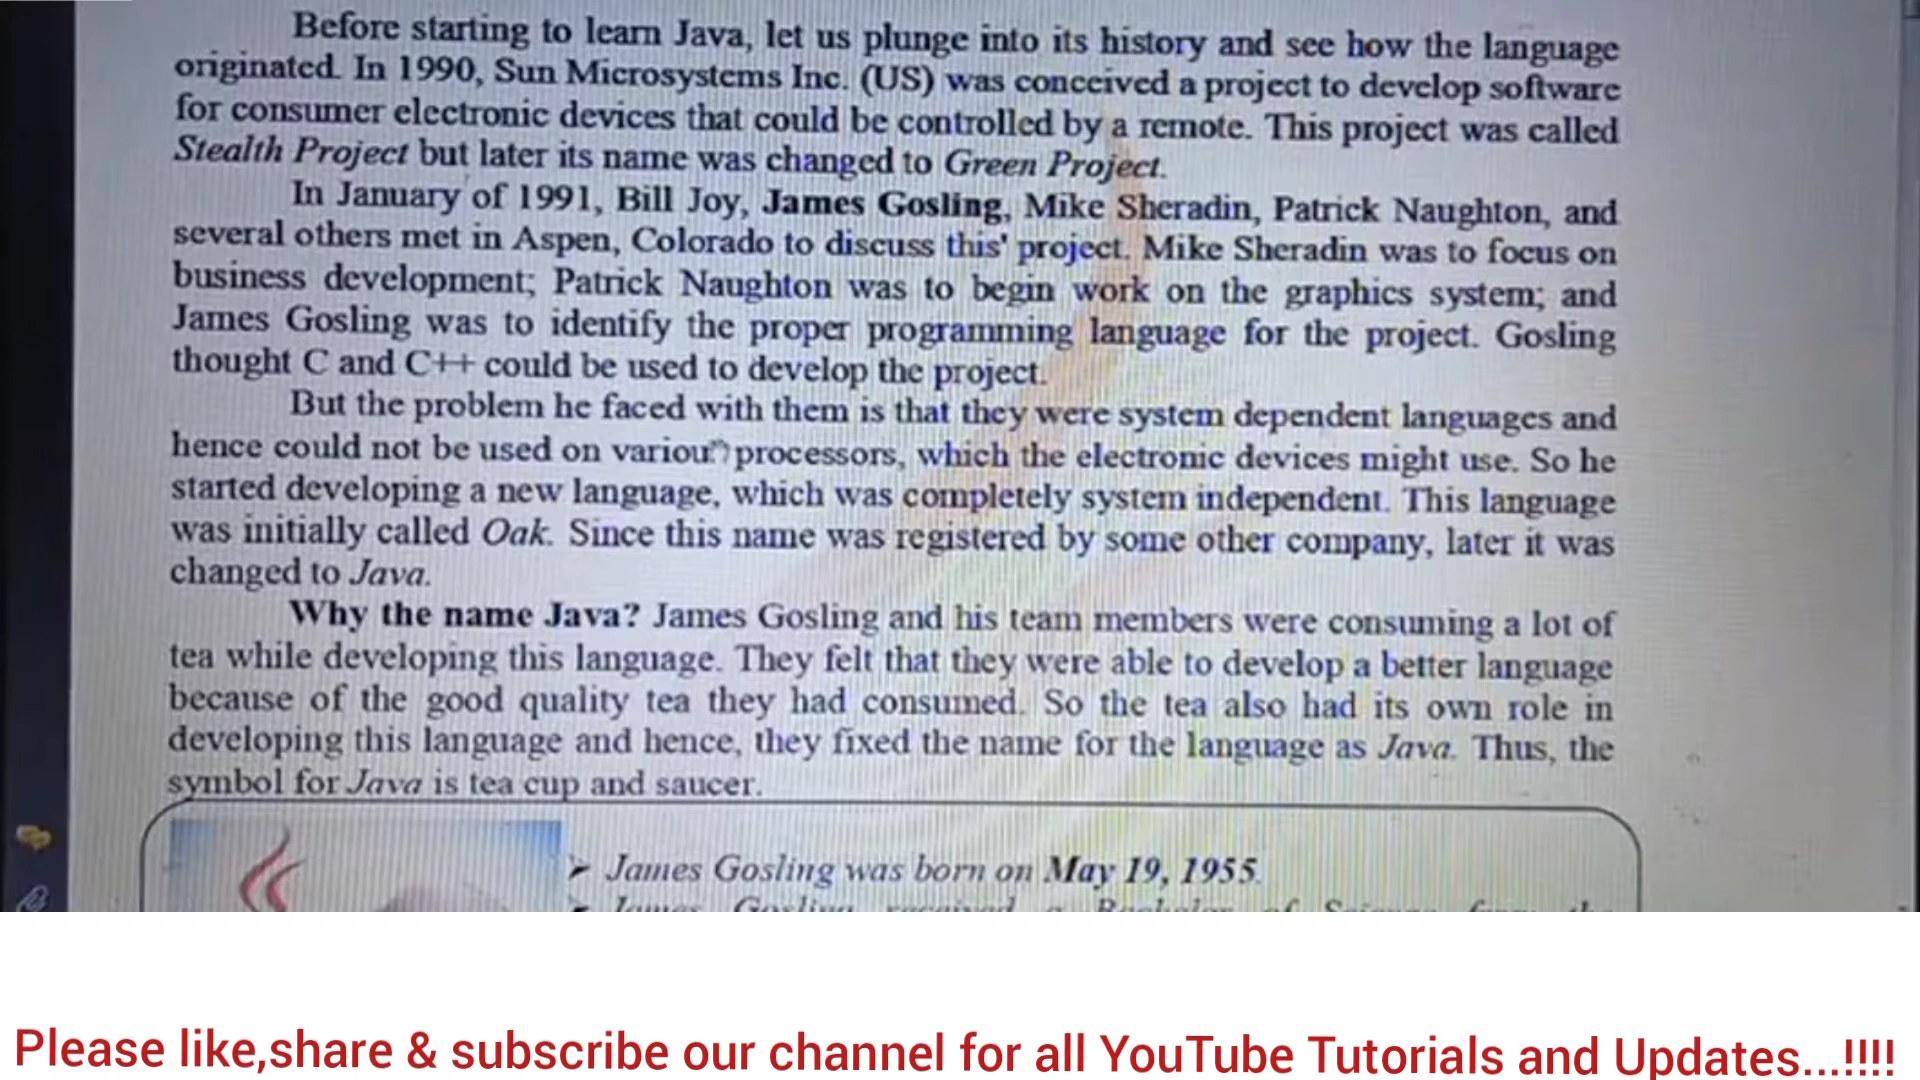 Before starting to learn Java, let us plunge into its history and see how the language
originated. In 1990, Sun Microsystems Inc. (US) was conceived a project to develop software
for consumer electronic devices that could be controlled by a remote. This project was called
Stealth Project but later its name was changed to Green Project.
In January of 1991, Bill Joy, James Gosling, Mike Sheradin, Patrick Naughton, and
several others met in Aspen, Colorado to discuss this' project. Mike Sheradin was to focus on
business development; Patrick Naughton was to begin work on the graphics system; and
James Gosling was to identify the proper programming language for the project. Gosling
thought C and C++ could be used to develop the project.
But the problem he faced with them is that they were system dependent languages and
hence could not be used on various processors, which the electronic devices might use. So he
started developing a new language, which was completely system independent. This language
was initially called Oak. Since this name was registered by some other company, later it was
changed to Java.
Why the name Java? James Gosling and his team members were consuming a lot of
tea while developing this language. They felt that they were able to develop a better language
because of the good quality tea they had consumed. So the tea also had its own role in
developing this language and hence, they fixed the name for the language as Java. Thus, the
symbol for Java is tea cup and saucer.
➢ James Gosling was born on May 19, 1955.
James Gosling received a Bachelor of Science from the
Please like,share & subscribe our channel for all YouTube Tutorials and Updates...!!!!